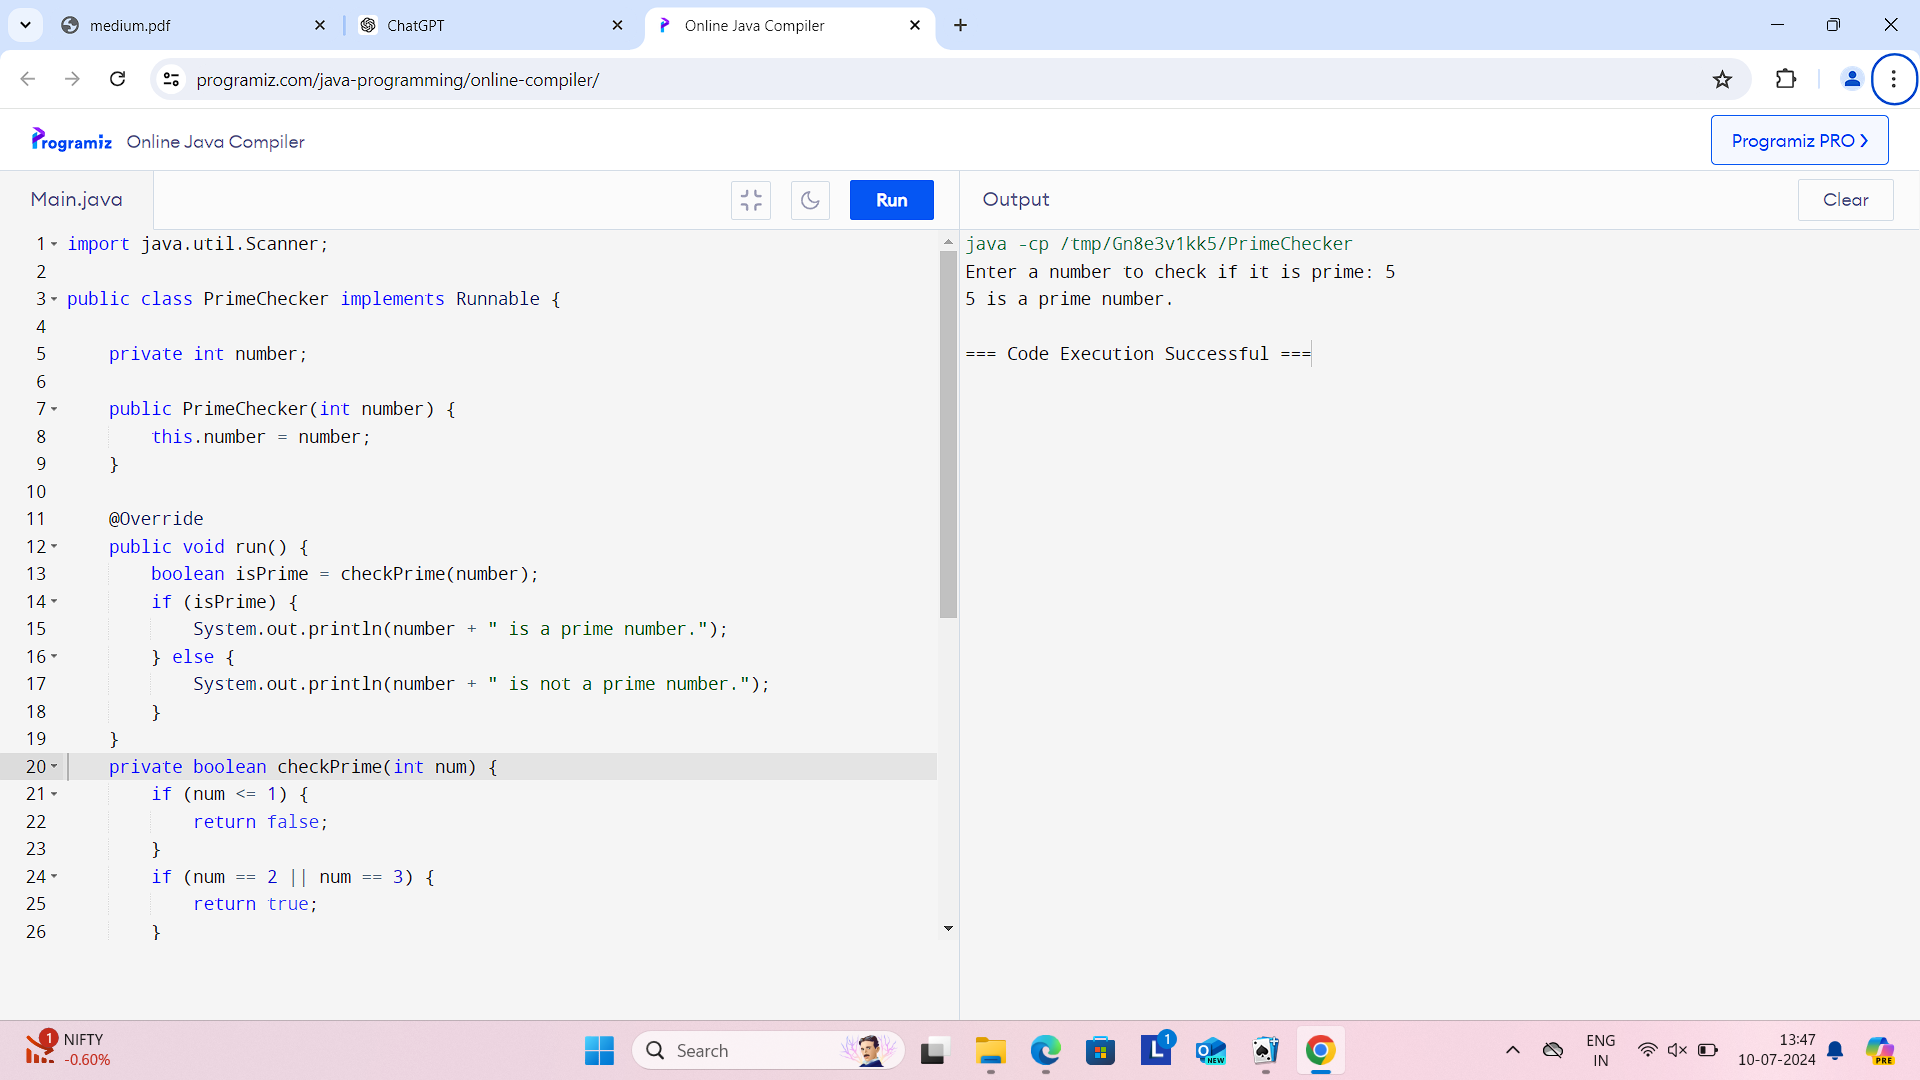 medium.pdf
ChatGPT
Online Java Compiler
programiz.com/java-programming/online-compiler/
Programiz Online Java Compiler
Programiz PRO
Main.java
Run
Output
Clear
1 import java.util.Scanner;
2
3 public class PrimeChecker implements Runnable {
4
5 private int number;
6
7 public PrimeChecker(int number) {
8 this.number = number;
9 }
10
11 @Override
12 public void run() {
13 boolean isPrime = checkPrime(number);
14 if (isPrime) {
15 System.out.println(number + " is a prime number.");
16 } else {
17 System.out.println(number + " is not a prime number.");
18 }
19 }
20 private boolean checkPrime(int num) {
21 if (num <= 1) {
22 return false;
23 }
24 if (num == 2 || num == 3) {
25 return true;
26 }
java -cp /tmp/Gn8e3v1kk5/PrimeChecker
Enter a number to check if it is prime: 5
5 is a prime number.
=== Code Execution Successful ===
1
NIFTY
-0.60%
Search
L
1
NEW
ENG
IN
13:47
10-07-2024
PRE